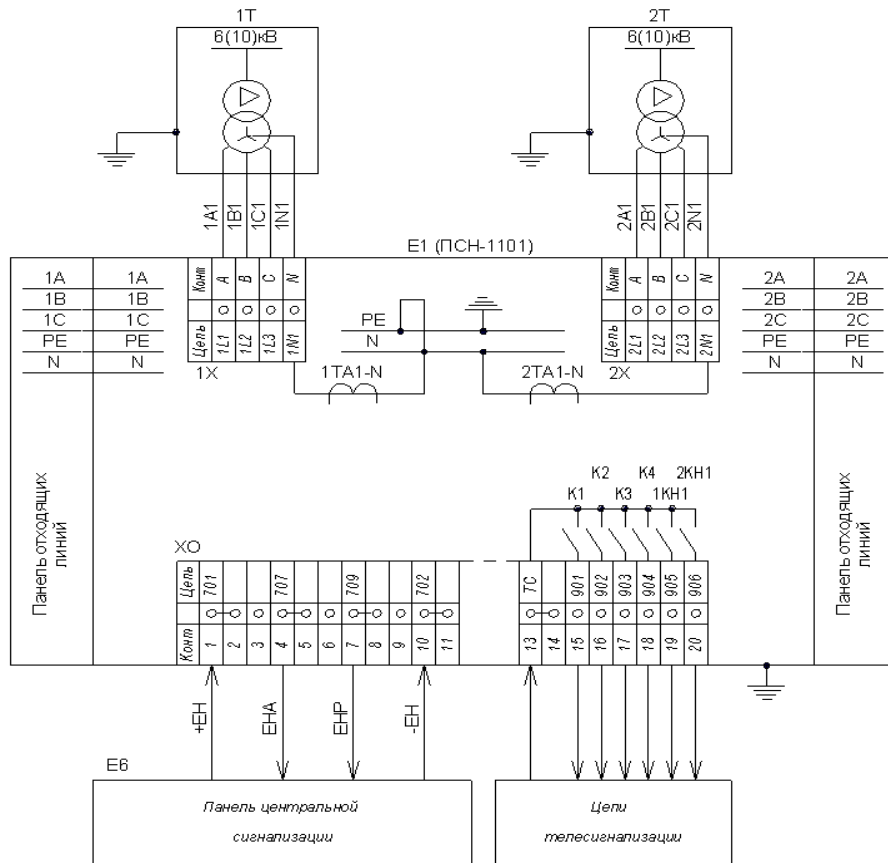 1Т 2Т
6(10)кВ 6(10)кВ
1A1 1B1 1C1 1N1 2A1 2B1 2C1 2N1
E1 (ПСН-1101)
1A 1A Конт A B C N Конт A B C N 2A 2A
1B 1B 2B 2B
1C 1C 2C 2C
PE PE PE PE PE
N N N N N
Цепь 1L1 1L2 1L3 1N1 Цепь 2L1 2L2 2L3 2N1
1X 1TA1-N 2TA1-N 2X
K2 K4 2KH1
K1 K3 1KH1
Панель отходящих
линий
Панель отходящих
линий
XO
Цепь 701 707 709 702 ТС 901 902 903 904 905 906
Конт 1 2 3 4 5 6 7 8 9 10 11 13 14 15 16 17 18 19 20
+EH EHA EHP -EH
E6
Панель центральной
сигнализации
Цепи
телесигнализации